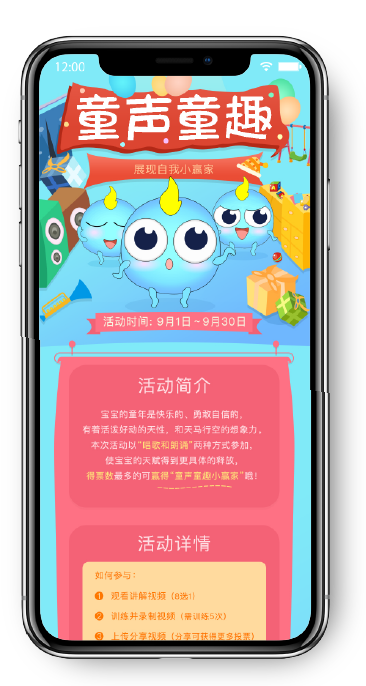 12:00
童声童趣
展现自我小赢家
活动时间: 9月1日~9月30日
活动简介
宝宝的童年是快乐的、勇敢自信的,
有着活泼好动的天性, 和天马行空的想象力。
本次活动以“唱歌和朗诵”两种方式参加,
使宝宝的天赋得到更具体的释放,
得票数最多的可赢得“童声童趣小赢家”哦!
活动详情
如何参与:
1 观看讲解视频 (8选1)
2 训练并录制视频 (需训练5次)
3 上传分享视频 (分享可获得更多投票)